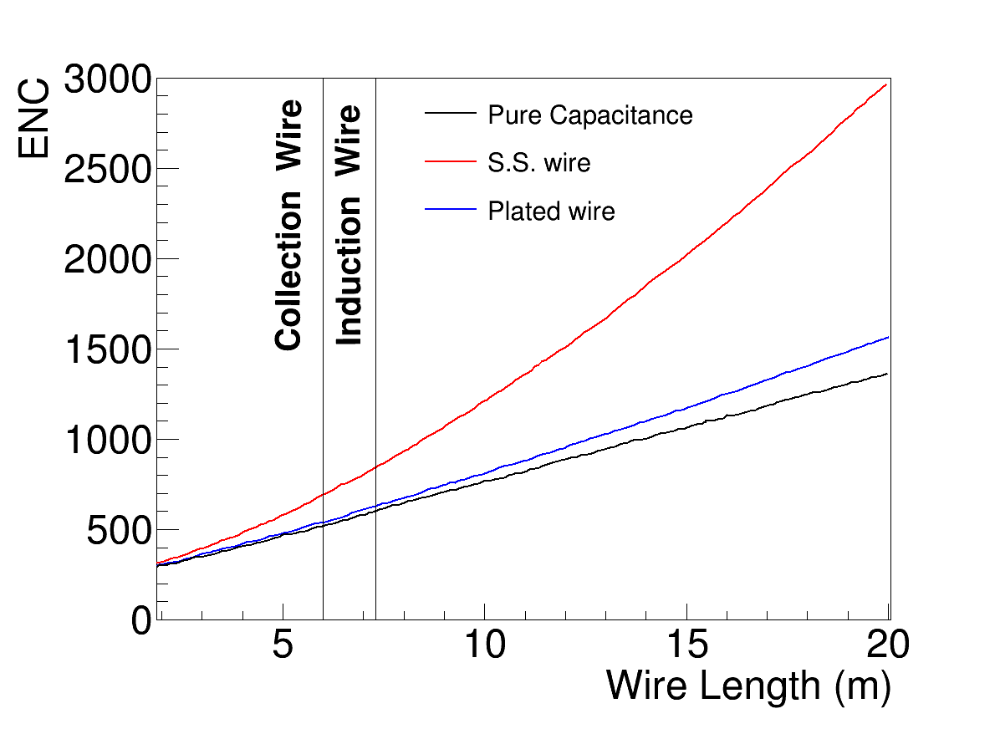 ENC
3000
2500
2000
1500
1000
500
0
Collection Wire
Induction Wire
Pure Capacitance
S.S. wire
Plated wire
5 10 15 20
Wire Length (m)